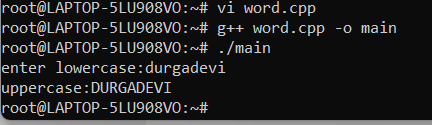 root@LAPTOP-5LU908VO:~# vi word.cpp
root@LAPTOP-5LU908VO:~# g++ word.cpp -o main
root@LAPTOP-5LU908VO:~# ./main
enter lowercase:durgadevi
uppercase:DURGADEVI
root@LAPTOP-5LU908VO:~#